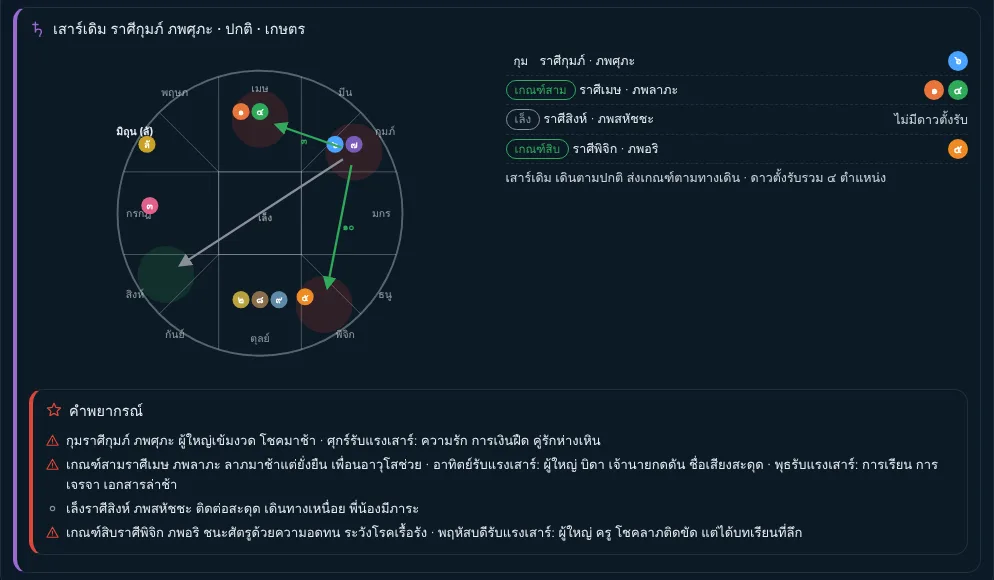 ♄ เสาร์เดิม ราศีกุมภ์ ภพศุภะ · ปกติ · เกษตร
พฤษภ เมษ มีน
๑ ๔
มิถุน (ลั) กุมภ์
ลั ๖ ๗
๓
๓
กรกฎ เล็ง มกร
๑๐
สิงห์ ๒ ๘ ๙ ๕ ธนู
กันย์ ตุลย์ พิจิก
กุม ราศีกุมภ์ · ภพศุภะ ๖
เกณฑ์สาม ราศีเมษ · ภพลาภะ ๑ ๔
เล็ง ราศีสิงห์ · ภพสหัชชะ ไม่มีดาวตั้งรับ
เกณฑ์สิบ ราศีพิจิก · ภพอริ ๕
เสาร์เดิม เดินตามปกติ ส่งเกณฑ์ตามทางเดิน · ดาวตั้งรับรวม ๔ ตำแหน่ง
คำพยากรณ์
กุมราศีกุมภ์ ภพศุภะ ผู้ใหญ่เข้มงวด โชคมาช้า · ศุกร์รับแรงเสาร์: ความรัก การเงินฝืด คู่รักห่างเหิน
เกณฑ์สามราศีเมษ ภพลาภะ ลาภมาช้าแต่ยั่งยืน เพื่อนอาวุโสช่วย · อาทิตย์รับแรงเสาร์: ผู้ใหญ่ บิดา เจ้านายกดดัน ชื่อเสียงสะดุด · พุธรับแรงเสาร์: การเรียน การ
เจรจา เอกสารล่าช้า
เล็งราศีสิงห์ ภพสหัชชะ ติดต่อสะดุด เดินทางเหนื่อย พี่น้องมีภาระ
เกณฑ์สิบราศีพิจิก ภพอริ ชนะศัตรูด้วยความอดทน ระวังโรคเรื้อรัง · พฤหัสบดีรับแรงเสาร์: ผู้ใหญ่ ครู โชคลาภติดขัด แต่ได้บทเรียนที่ลึก